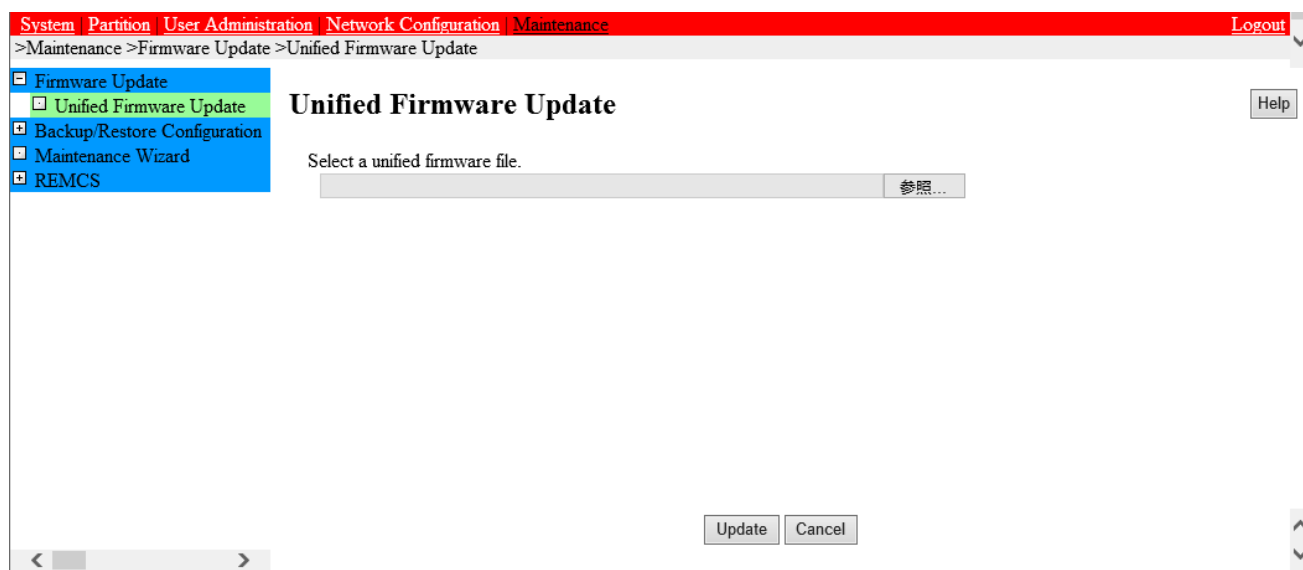 System | Partition | User Administration | Network Configuration | Maintenance Logout
>Maintenance >Firmware Update >Unified Firmware Update
Firmware Update
Unified Firmware Update
Backup/Restore Configuration
Maintenance Wizard
REMCS
Unified Firmware Update
Help
Select a unified firmware file.
参照...
Update Cancel